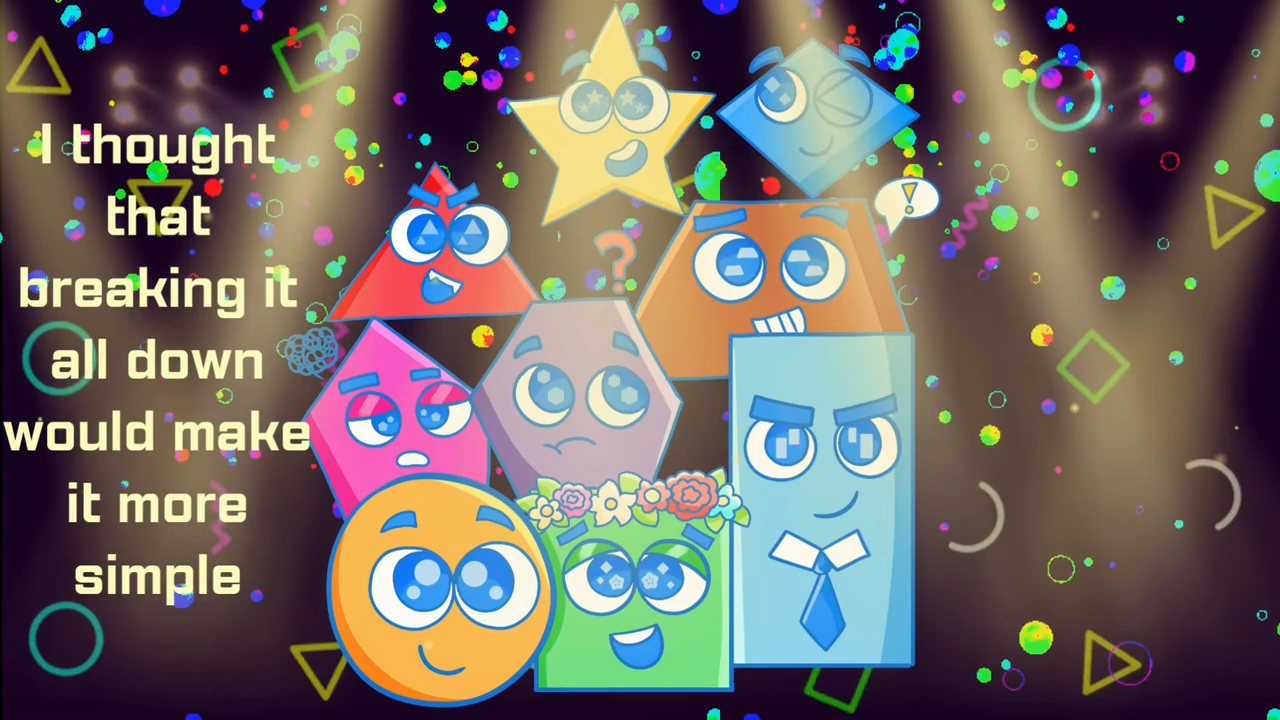 I thought
that
breaking it
all down
would make
it more
simple
?
!